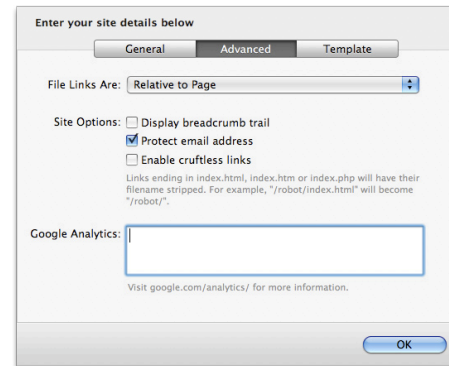 Enter your site details below
General Advanced Template
File Links Are: Relative to Page
Site Options: Display breadcrumb trail
Protect email address
Enable cruftless links
Links ending in index.html, index.htm or index.php will have their
filename stripped. For example, "/robot/index.html" will become
"/robot/".
Google Analytics:
Visit google.com/analytics/ for more information.
OK